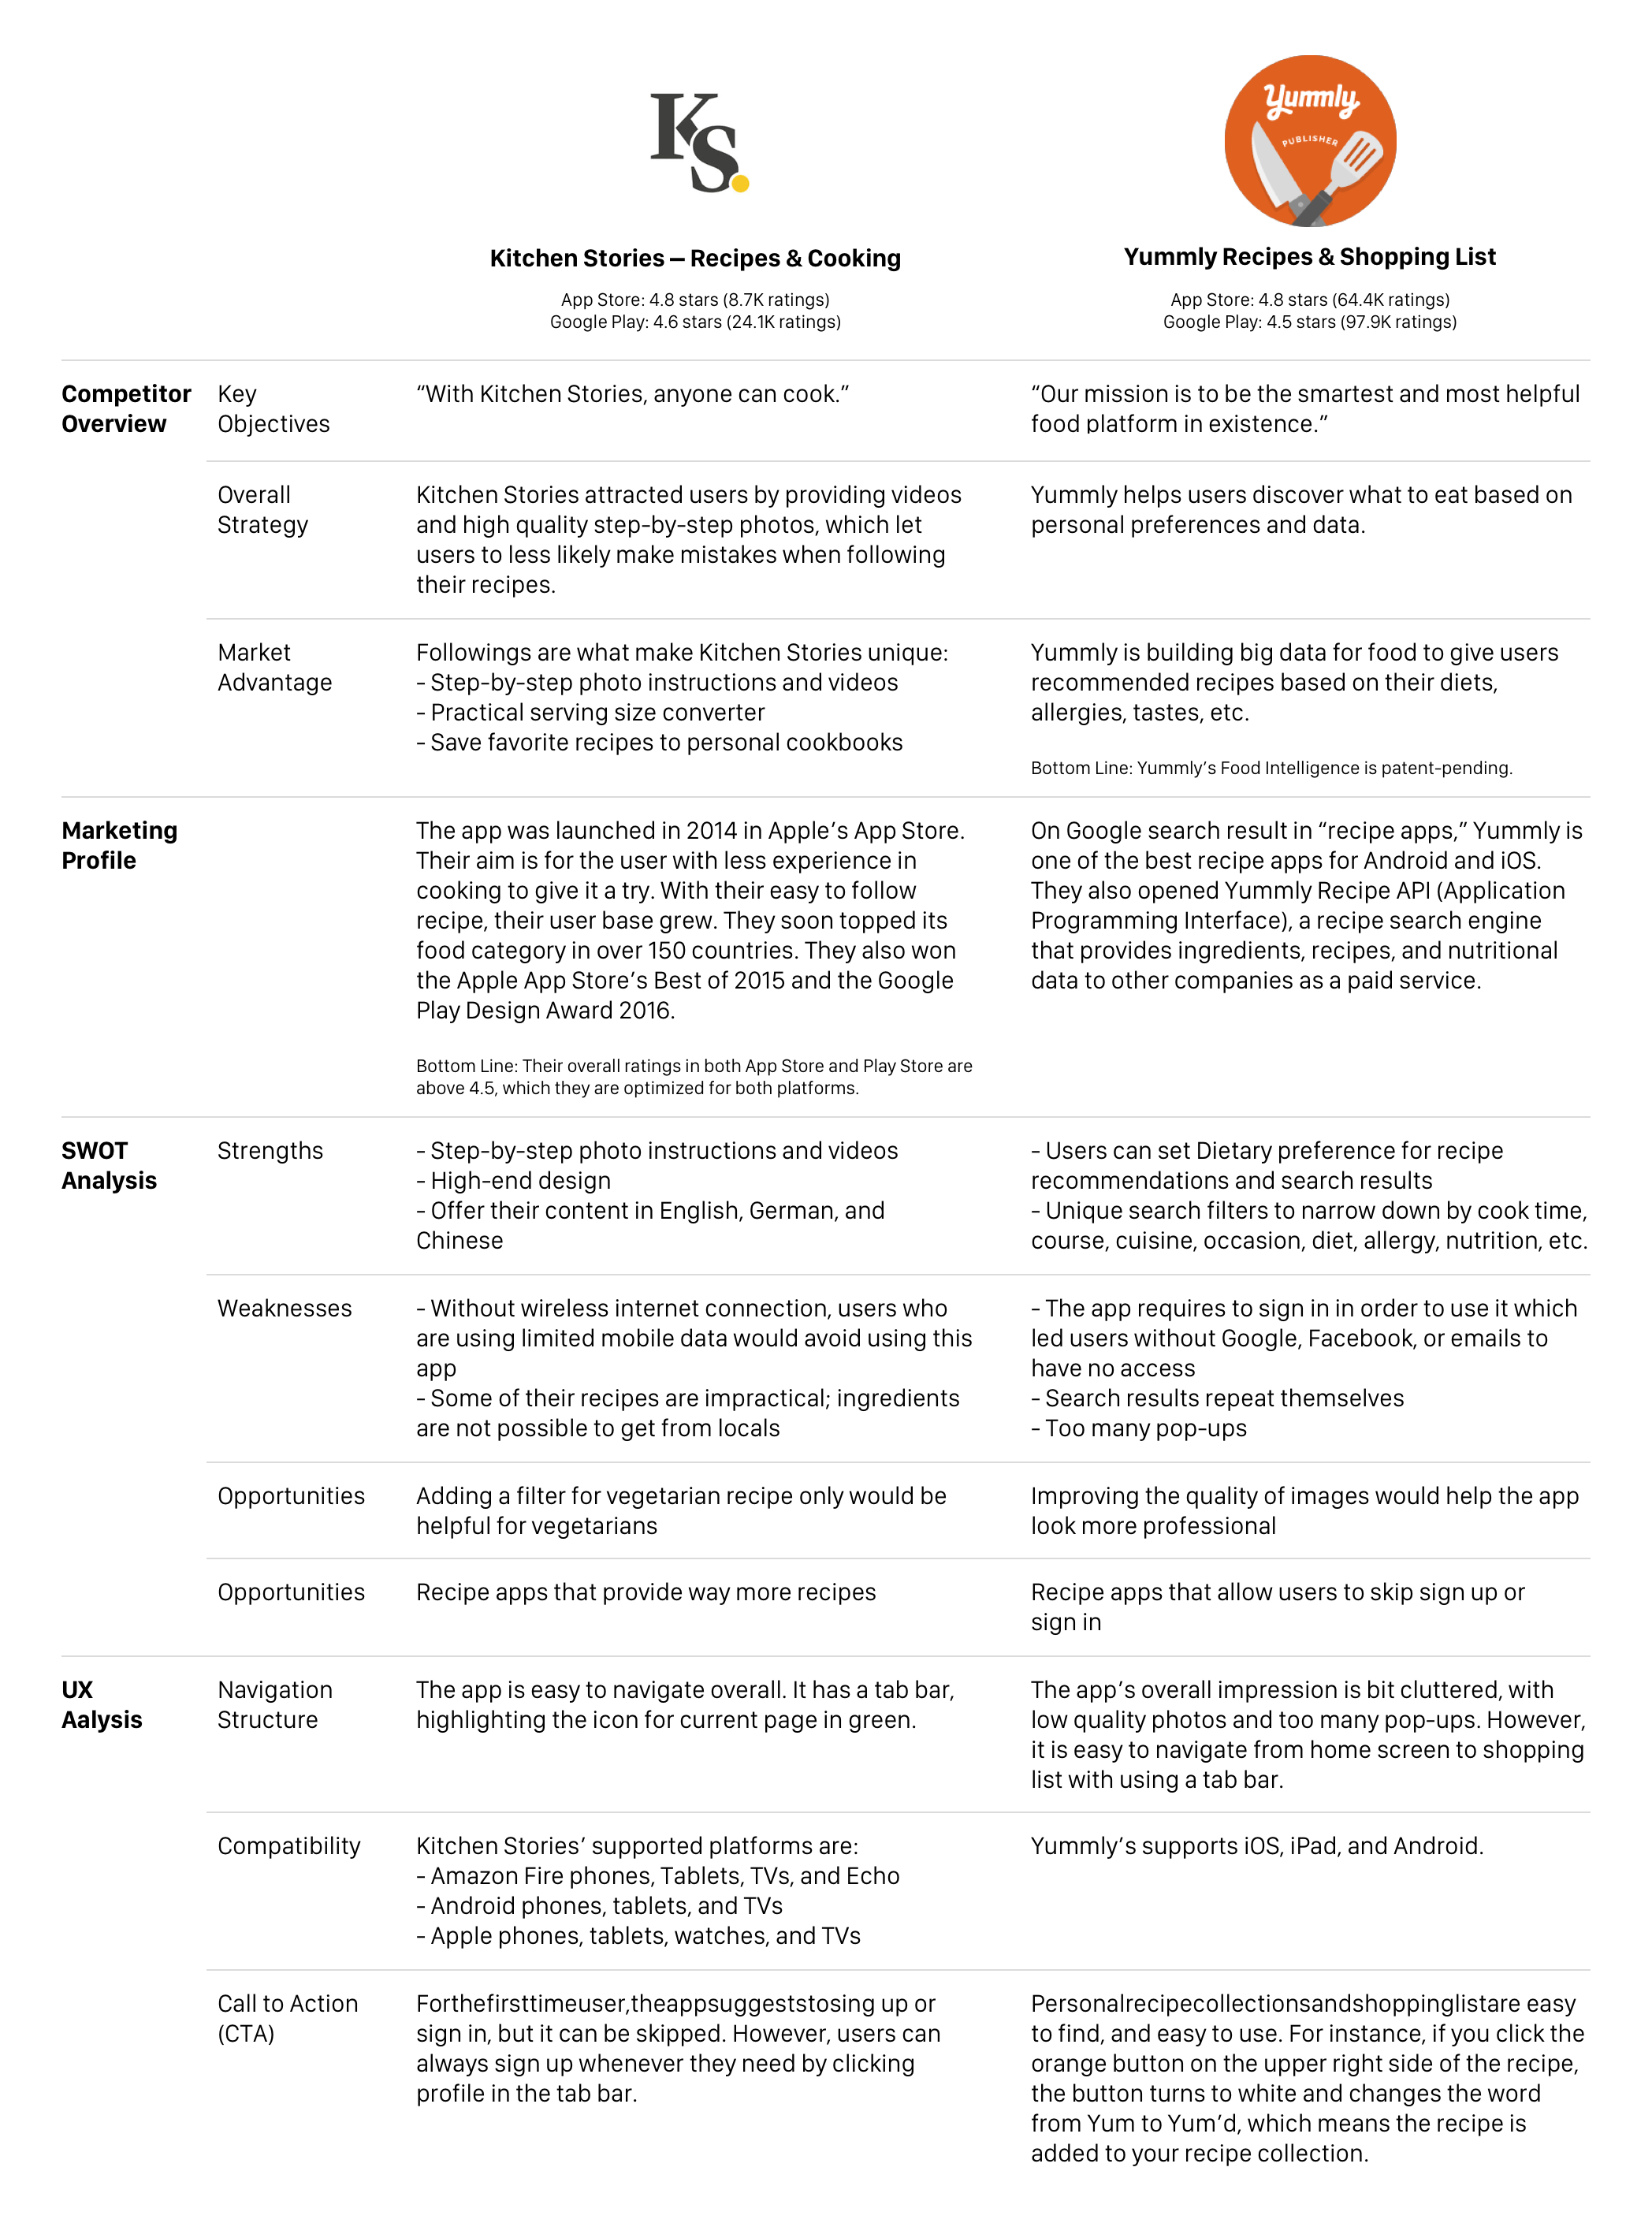 KS.
Yummly
PUBLISHER
Kitchen Stories – Recipes & Cooking
App Store: 4.8 stars (8.7K ratings)
Google Play: 4.6 stars (24.1K ratings)
Yummly Recipes & Shopping List
App Store: 4.8 stars (64.4K ratings)
Google Play: 4.5 stars (97.9K ratings)
Competitor
Overview
Key
Objectives
“With Kitchen Stories, anyone can cook.”
“Our mission is to be the smartest and most helpful
food platform in existence.”
Overall
Strategy
Kitchen Stories attracted users by providing videos
and high quality step-by-step photos, which let
users to less likely make mistakes when following
their recipes.
Yummly helps users discover what to eat based on
personal preferences and data.
Market
Advantage
Followings are what make Kitchen Stories unique:
- Step-by-step photo instructions and videos
- Practical serving size converter
- Save favorite recipes to personal cookbooks
Yummly is building big data for food to give users
recommended recipes based on their diets,
allergies, tastes, etc.
Bottom Line: Yummly’s Food Intelligence is patent-pending.
Marketing
Profile
The app was launched in 2014 in Apple’s App Store.
Their aim is for the user with less experience in
cooking to give it a try. With their easy to follow
recipe, their user base grew. They soon topped its
food category in over 150 countries. They also won
the Apple App Store’s Best of 2015 and the Google
Play Design Award 2016.
Bottom Line: Their overall ratings in both App Store and Play Store are
above 4.5, which they are optimized for both platforms.
On Google search result in “recipe apps,” Yummly is
one of the best recipe apps for Android and iOS.
They also opened Yummly Recipe API (Application
Programming Interface), a recipe search engine
that provides ingredients, recipes, and nutritional
data to other companies as a paid service.
SWOT
Analysis
Strengths
- Step-by-step photo instructions and videos
- High-end design
- Offer their content in English, German, and
Chinese
- Users can set Dietary preference for recipe
recommendations and search results
- Unique search filters to narrow down by cook time,
course, cuisine, occasion, diet, allergy, nutrition, etc.
Weaknesses
- Without wireless internet connection, users who
are using limited mobile data would avoid using this
app
- Some of their recipes are impractical; ingredients
are not possible to get from locals
- The app requires to sign in in order to use it which
led users without Google, Facebook, or emails to
have no access
- Search results repeat themselves
- Too many pop-ups
Opportunities
Adding a filter for vegetarian recipe only would be
helpful for vegetarians
Improving the quality of images would help the app
look more professional
Opportunities
Recipe apps that provide way more recipes
Recipe apps that allow users to skip sign up or
sign in
UX
Aalysis
Navigation
Structure
The app is easy to navigate overall. It has a tab bar,
highlighting the icon for current page in green.
The app’s overall impression is bit cluttered, with
low quality photos and too many pop-ups. However,
it is easy to navigate from home screen to shopping
list with using a tab bar.
Compatibility
Kitchen Stories’ supported platforms are:
- Amazon Fire phones, Tablets, TVs, and Echo
- Android phones, tablets, and TVs
- Apple phones, tablets, watches, and TVs
Yummly’s supports iOS, iPad, and Android.
Call to Action
(CTA)
Forthefirsttimeuser,theappsuggeststosing up or
sign in, but it can be skipped. However, users can
always sign up whenever they need by clicking
profile in the tab bar.
Personalrecipecollectionsandshoppinglistare easy
to find, and easy to use. For instance, if you click the
orange button on the upper right side of the recipe,
the button turns to white and changes the word
from Yum to Yum’d, which means the recipe is
added to your recipe collection.